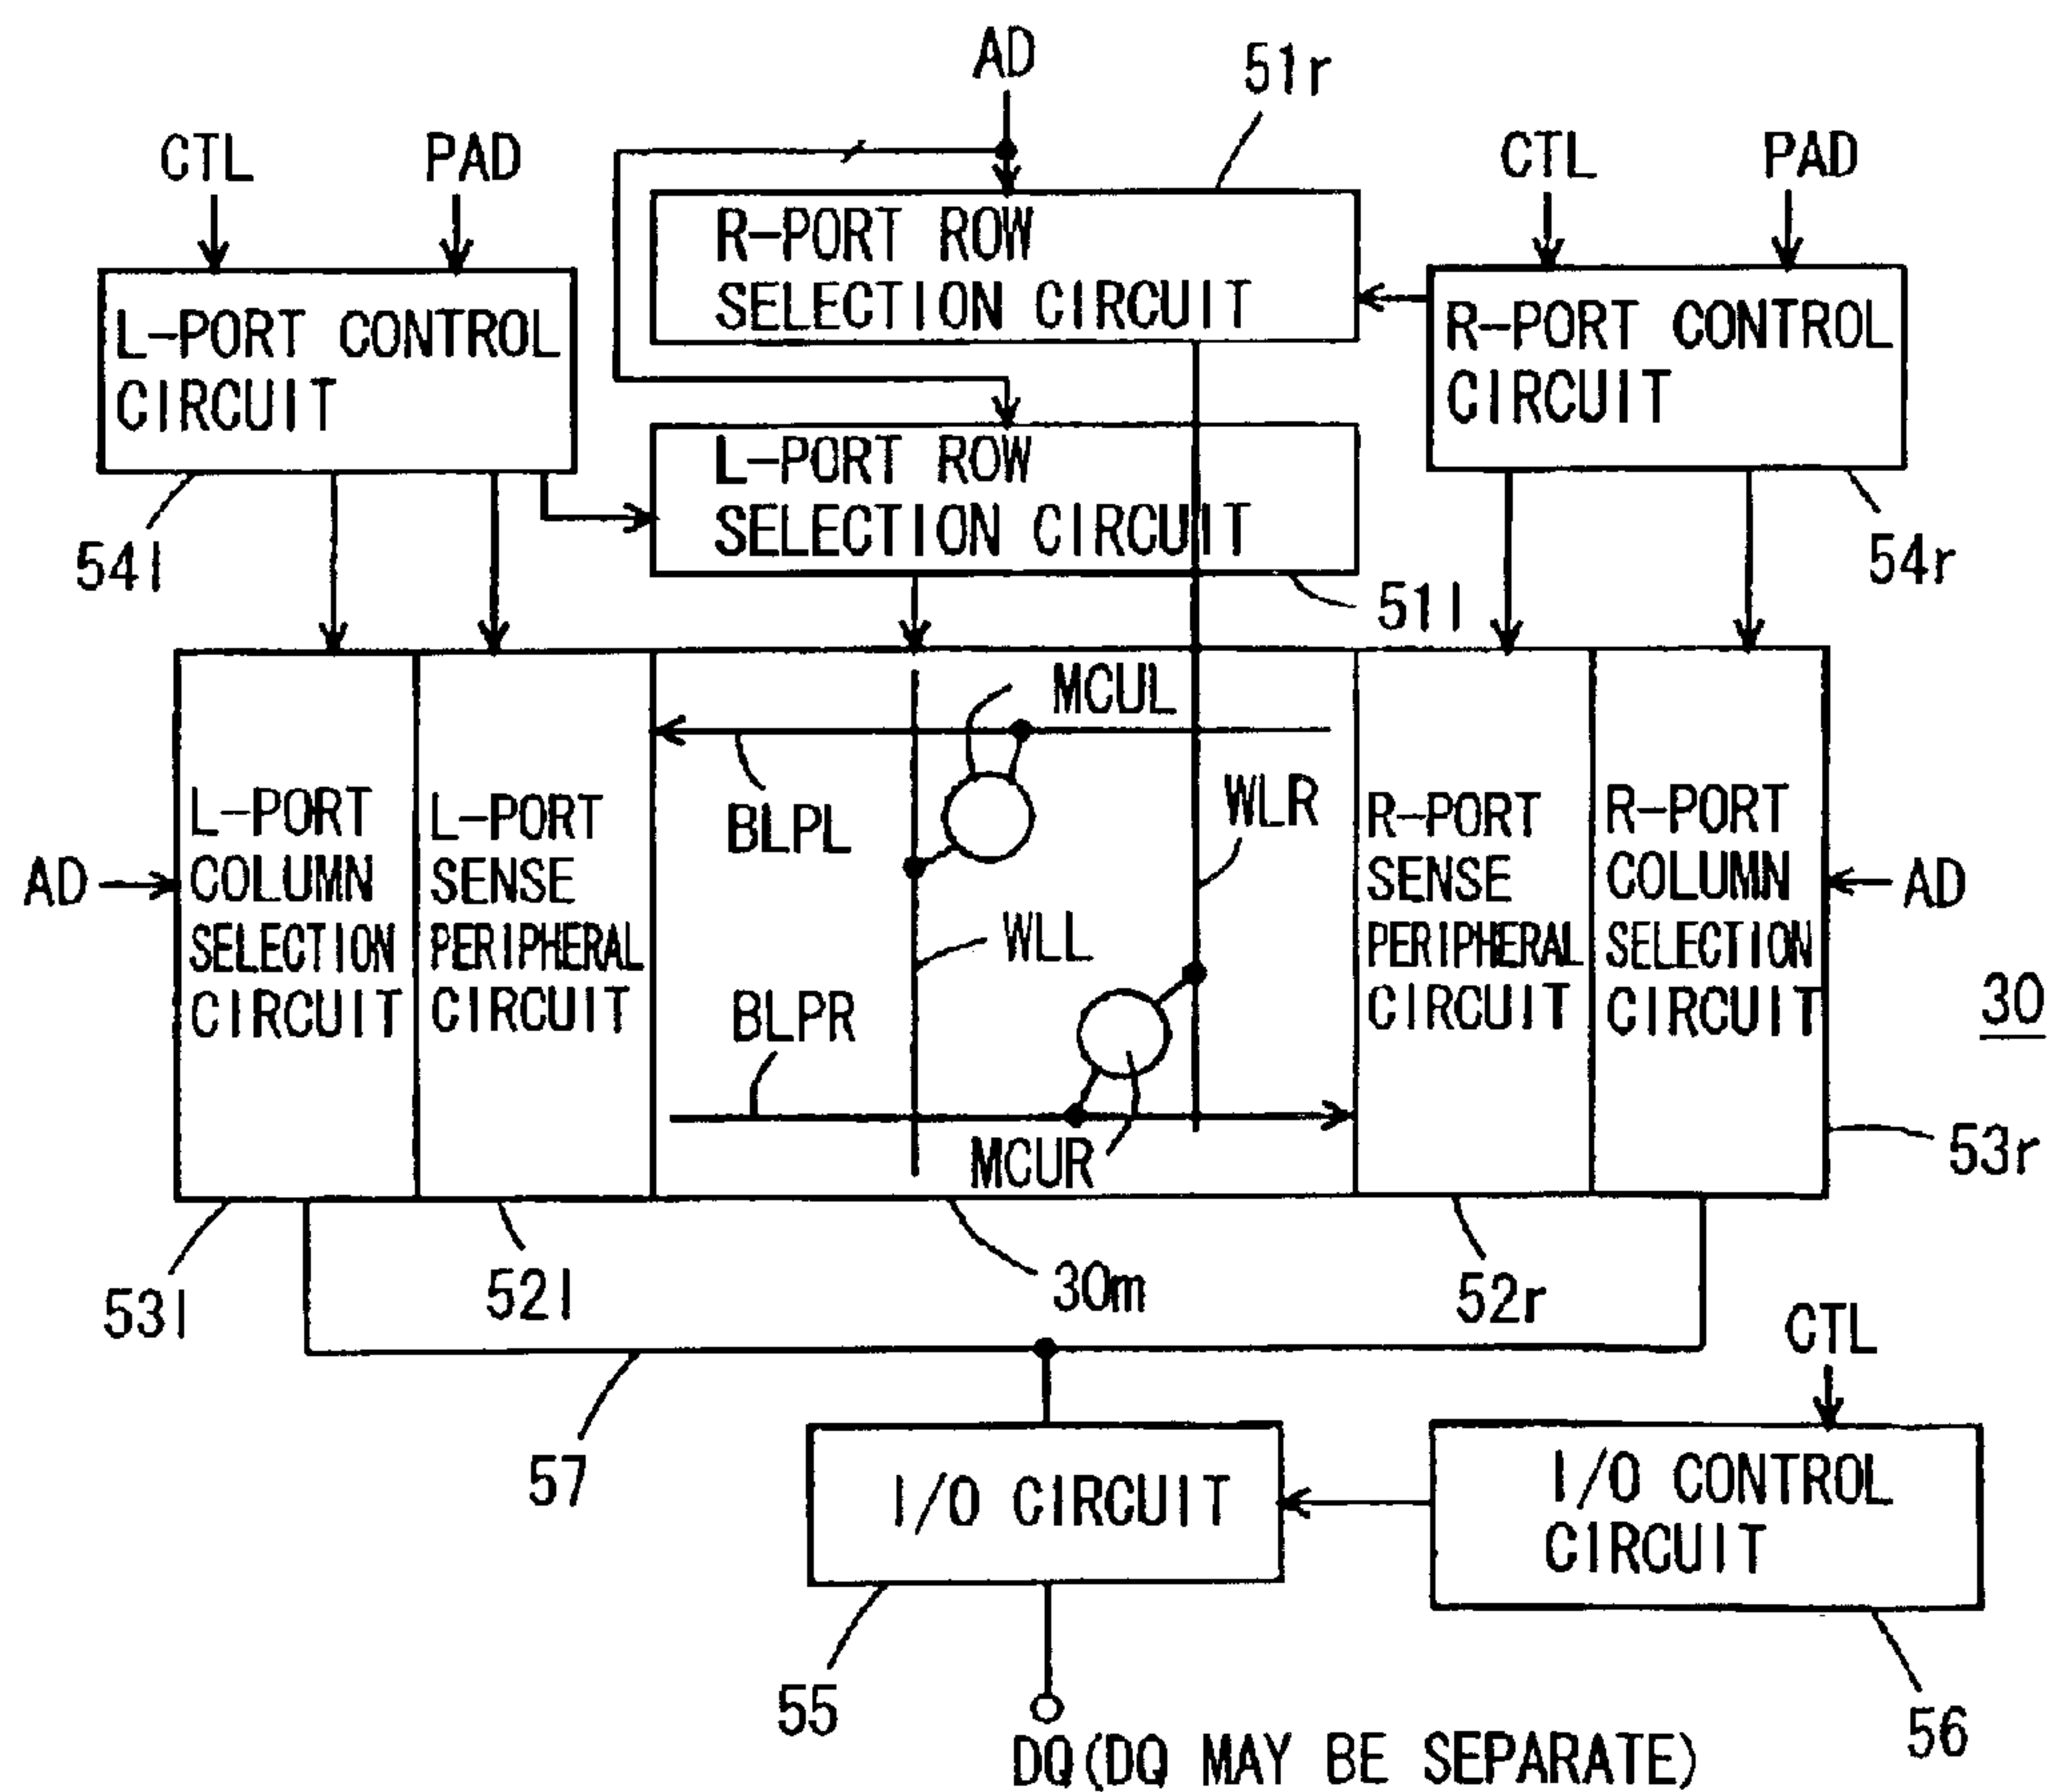 AD
51r
CTL
PAD
CTL
PAD
R-PORT ROW
SELECTION CIRCUIT
L-PORT CONTROL
CIRCUIT
R-PORT CONTROL
CIRCUIT
L-PORT ROW
SELECTION CIRCUIT
54l
51l
54r
MCUL
BLPL
WLR
L-PORT
COLUMN
SELECTION
CIRCUIT
L-PORT
SENSE
PERIPHERAL
CIRCUIT
R-PORT
SENSE
PERIPHERAL
CIRCUIT
R-PORT
COLUMN
SELECTION
CIRCUIT
AD
AD
WLL
BLPR
30
MCUR
53r
53l
52l
30m
52r
CTL
57
I/O CIRCUIT
I/O CONTROL
CIRCUIT
55
56
DQ(DQ MAY BE SEPARATE)